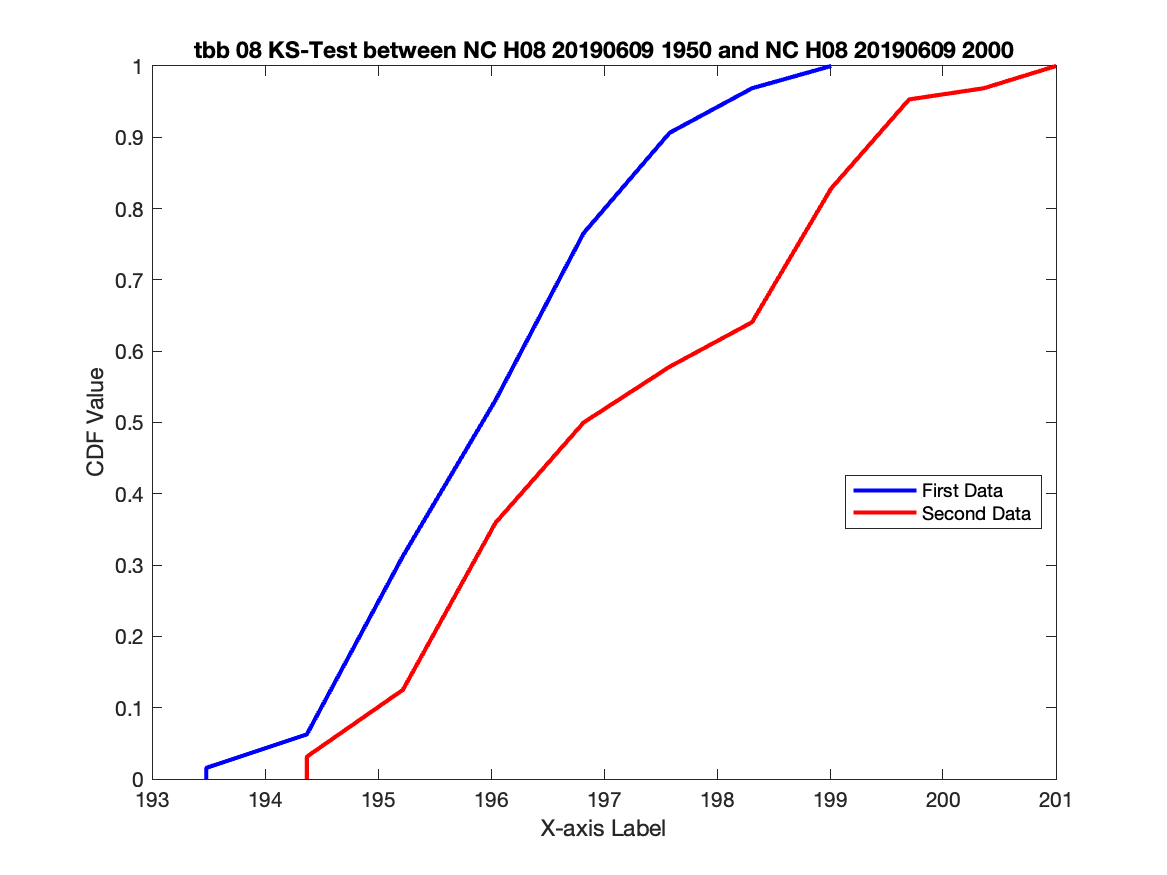 tbb 08 KS-Test between NC H08 20190609 1950 and NC H08 20190609 2000
1
0.9
0.8
0.7
0.6
0.5
0.4
0.3
0.2
0.1
0
CDF Value
First Data
Second Data
193 194 195 196 197 198 199 200 201
X-axis Label